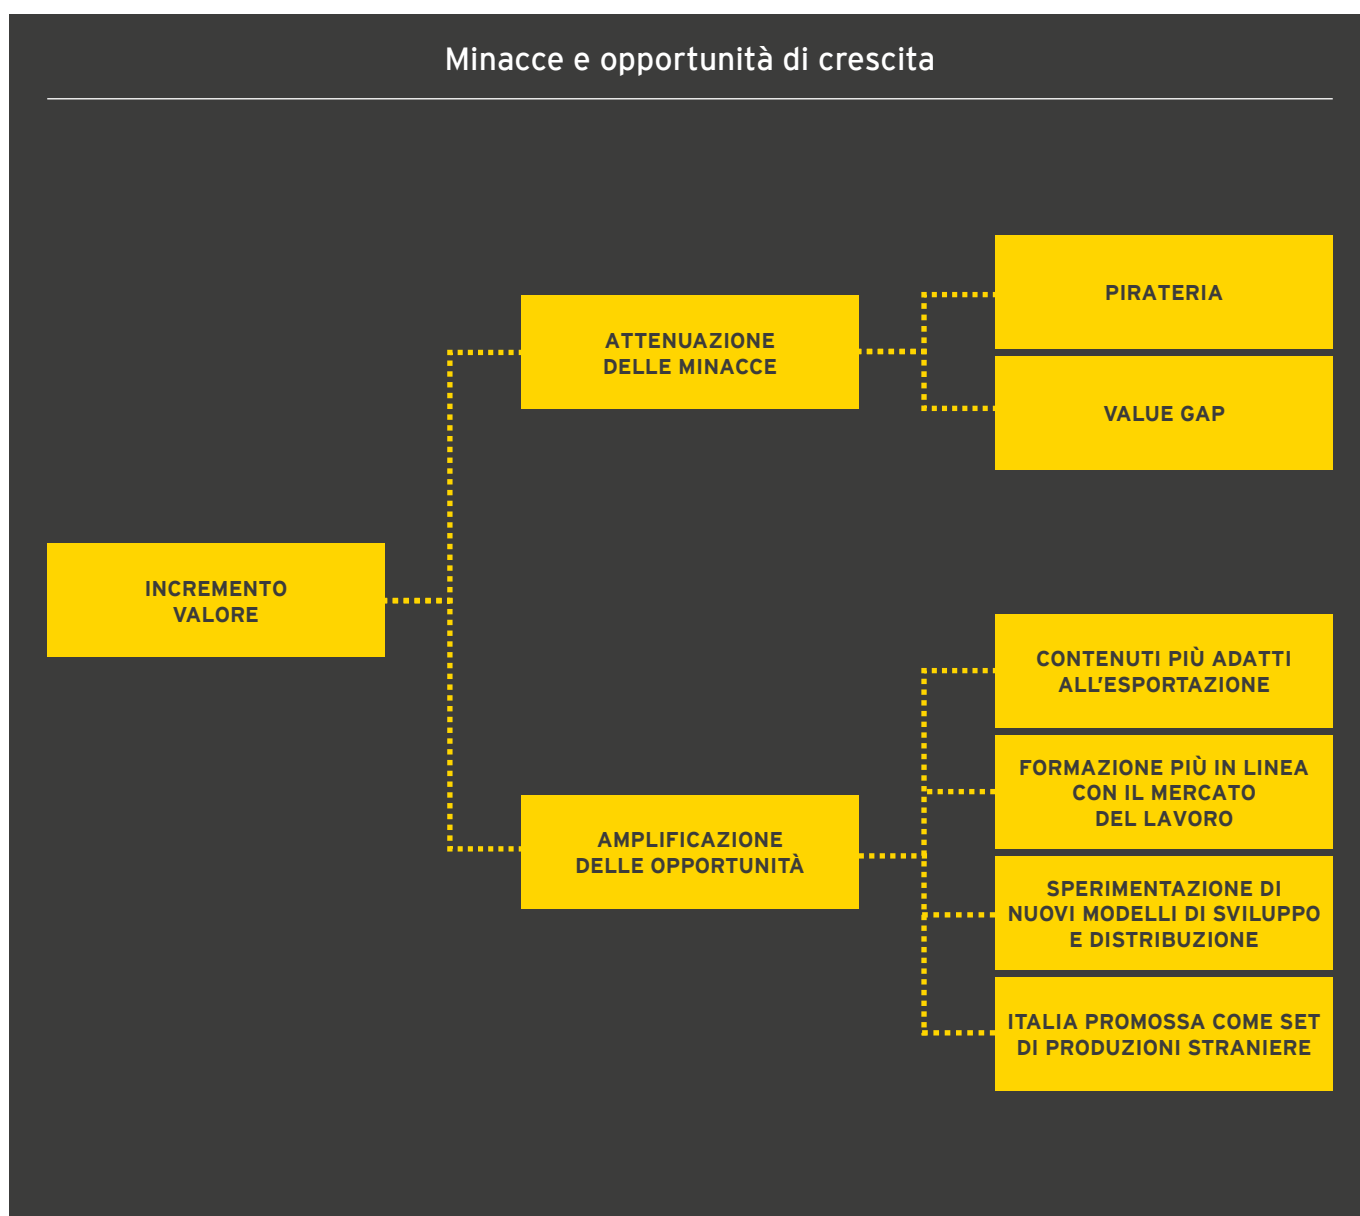 Minacce e opportunità di crescita
INCREMENTO
VALORE
ATTENUAZIONE
DELLE MINACCE
PIRATERIA
VALUE GAP
AMPLIFICAZIONE
DELLE OPPORTUNITÀ
CONTENUTI PIÙ ADATTI
ALL’ESPORTAZIONE
FORMAZIONE PIÙ IN LINEA
CON IL MERCATO
DEL LAVORO
SPERIMENTAZIONE DI
NUOVI MODELLI DI SVILUPPO
E DISTRIBUZIONE
ITALIA PROMOSSA COME SET
DI PRODUZIONI STRANIERE